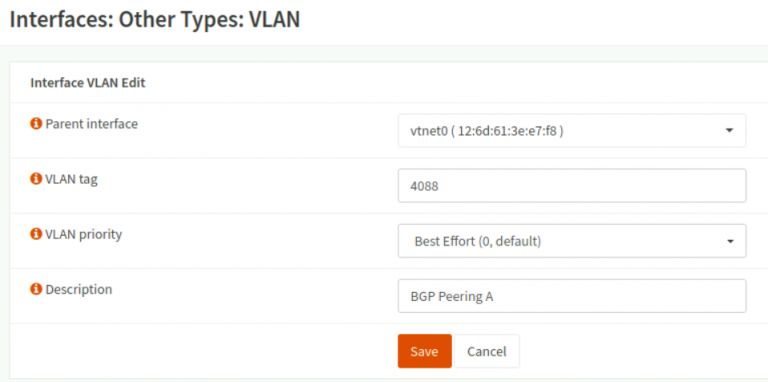 Interfaces: Other Types: VLAN
Interface VLAN Edit
Parent interface
vtnet0 ( 12:6d:61:3e:e7:f8 )
VLAN tag
4088
VLAN priority
Best Effort (0, default)
Description
BGP Peering A
Save Cancel